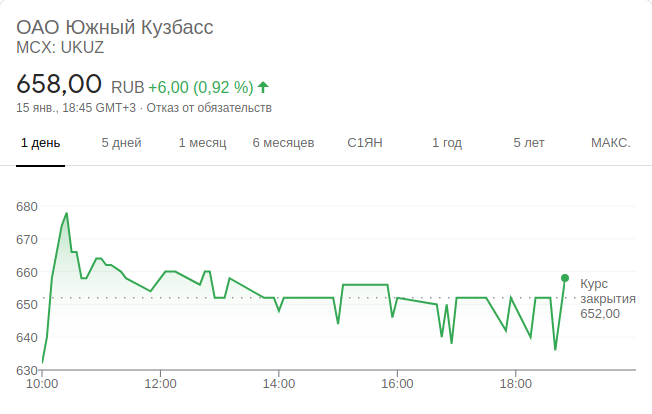 ОАО Южный Кузбасс
MCX: UKUZ
658,00 RUB +6,00 (0,92 %)
15 янв., 18:45 GMT+3 · Отказ от обязательств
1 день 5 дней 1 месяц 6 месяцев С1ЯН 1 год 5 лет МАКС.
680
670
660
650
640
630
Курс
закрытия
652,00
10:00 12:00 14:00 16:00 18:00